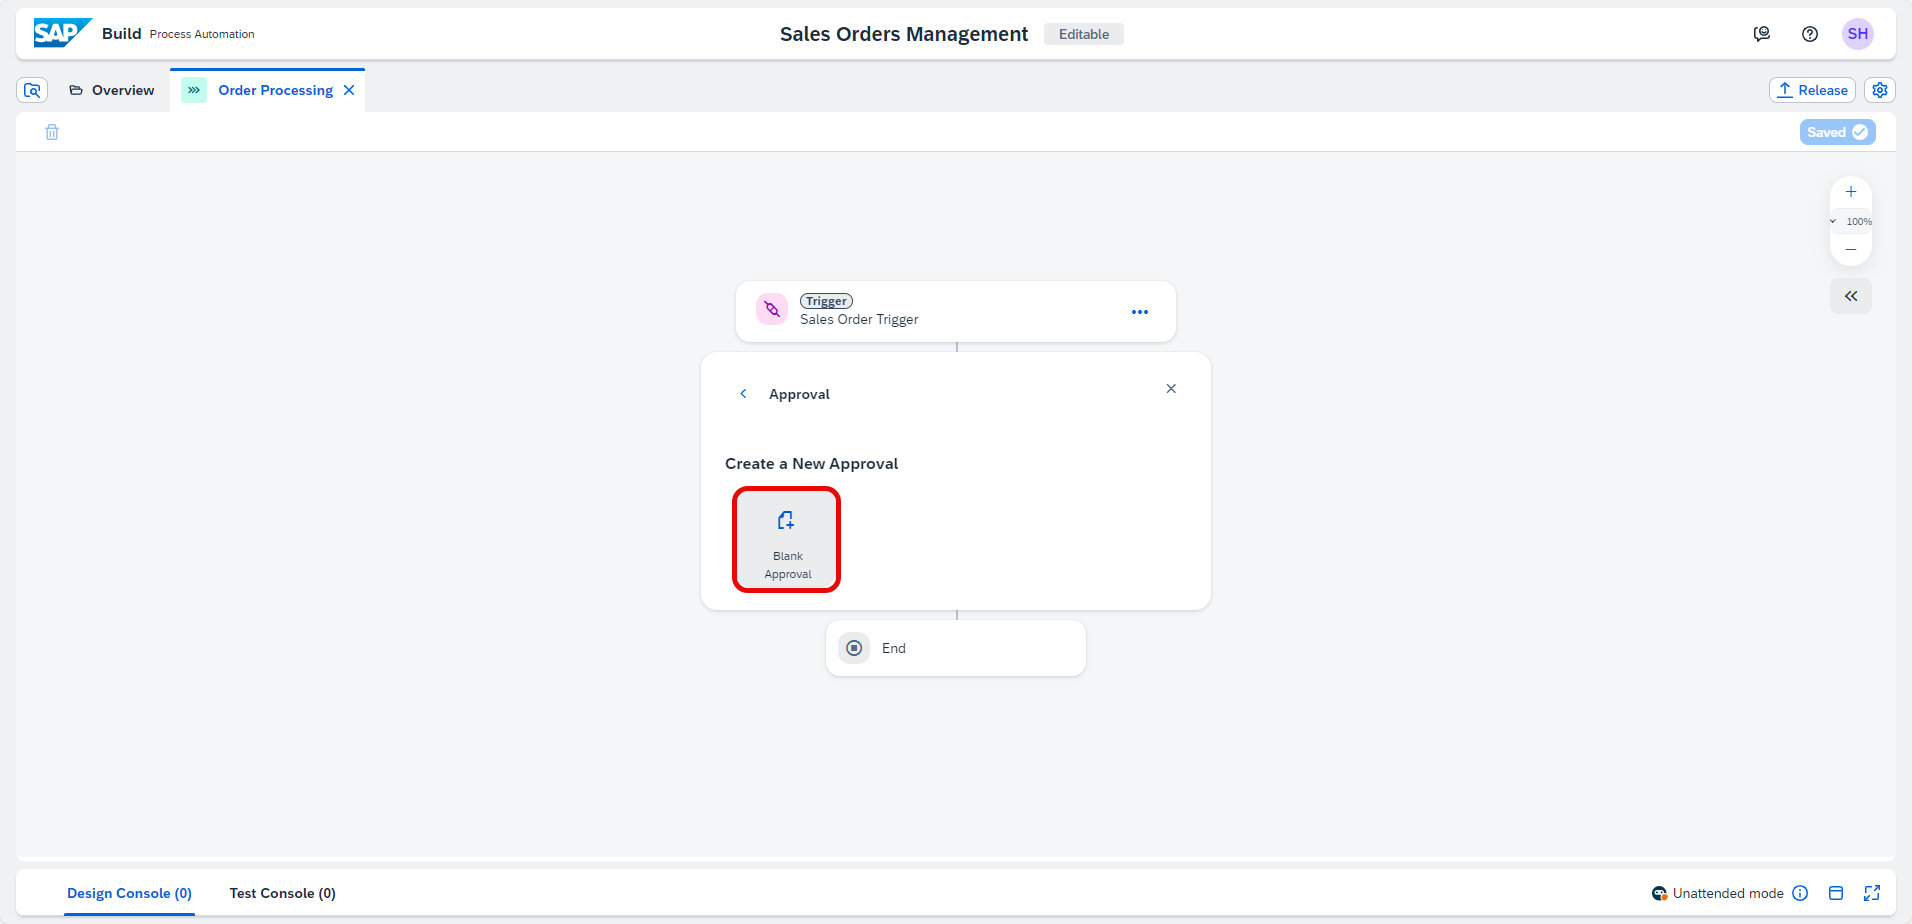 SAP Build Process Automation
Sales Orders Management Editable
SH
Overview
Order Processing
Release
Saved
100%
Trigger
Sales Order Trigger
Approval
Create a New Approval
Blank
Approval
End
Design Console (0)
Test Console (0)
Unattended mode